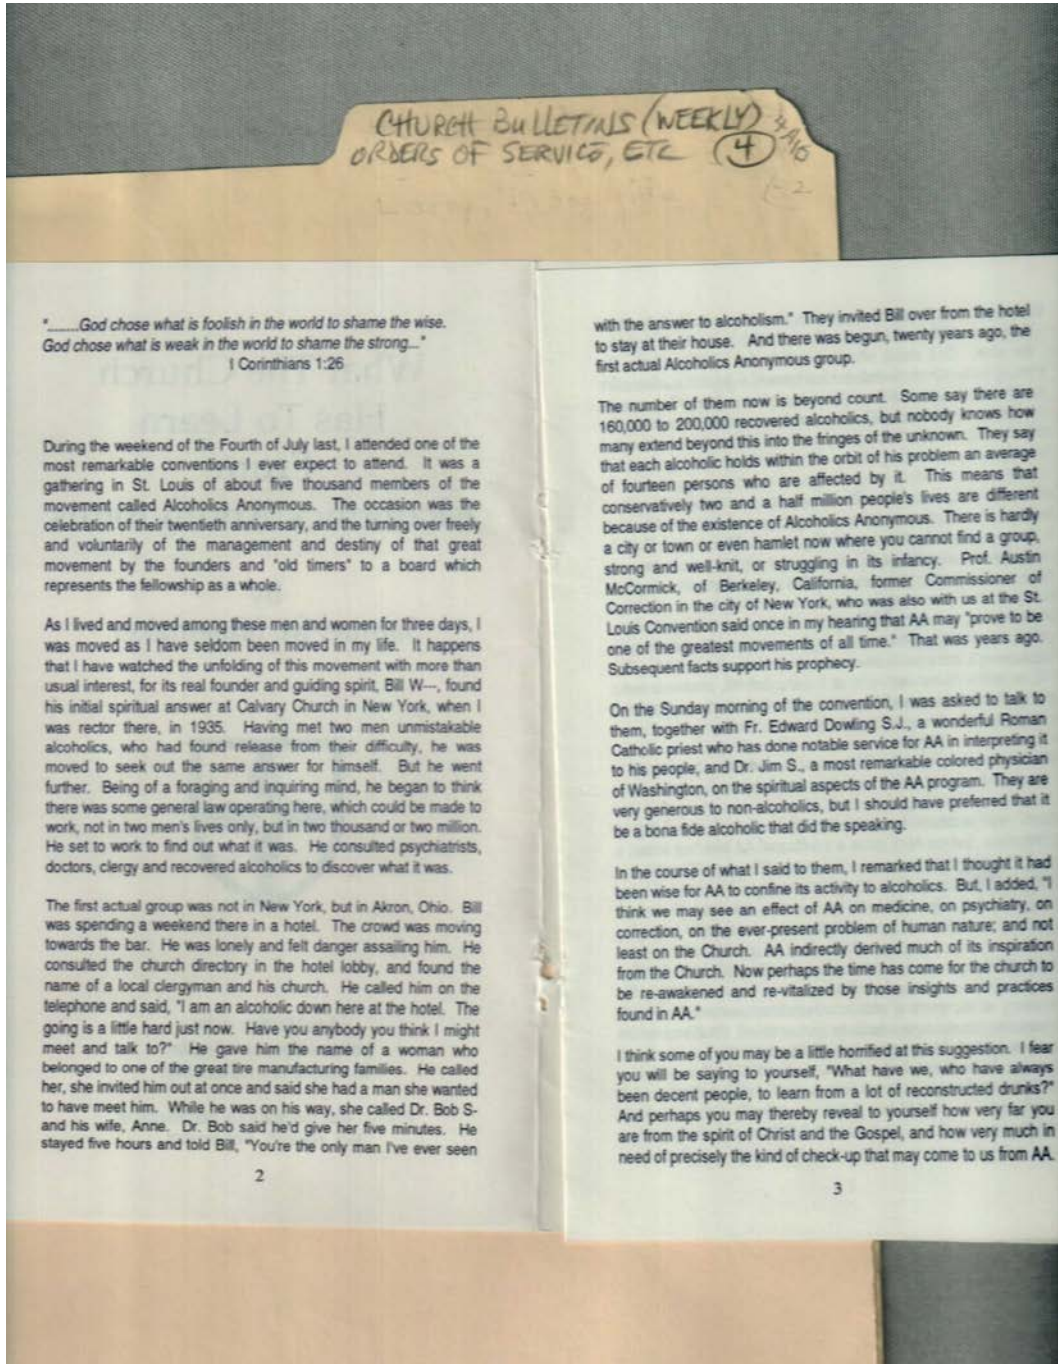 CHURCH BULLETINS (WEEKLY)
ORDERS OF SERVICE, ETC 4
".......God chose what is foolish in the world to shame the wise.
God chose what is weak in the world to shame the strong..."
I Corinthians 1:26
During the weekend of the Fourth of July last, I attended one of the
most remarkable conventions I ever expect to attend. It was a
gathering in St. Louis of about five thousand members of the
movement called Alcoholics Anonymous. The occasion was the
celebration of their twentieth anniversary, and the turning over freely
and voluntarily of the management and destiny of that great
movement by the founders and "old timers" to a board which
represents the fellowship as a whole.
As I lived and moved among these men and women for three days, I
was moved as I have seldom been moved in my life. It happens
that I have watched the unfolding of this movement with more than
usual interest, for its real founder and guiding spirit, Bill W---, found
his initial spiritual answer at Calvary Church in New York, when I
was rector there, in 1935. Having met two men unmistakable
alcoholics, who had found release from their difficulty, he was
moved to seek out the same answer for himself. But he went
further. Being of a foraging and inquiring mind, he began to think
there was some general law operating here, which could be made to
work, not in two men's lives only, but in two thousand or two million.
He set to work to find out what it was. He consulted psychiatrists,
doctors, clergy and recovered alcoholics to discover what it was.
The first actual group was not in New York, but in Akron, Ohio. Bill
was spending a weekend there in a hotel. The crowd was moving
towards the bar. He was lonely and felt danger assailing him. He
consulted the church directory in the hotel lobby, and found the
name of a local clergyman and his church. He called him on the
telephone and said, "I am an alcoholic down here at the hotel. The
going is a little hard just now. Have you anybody you think I might
meet and talk to?" He gave him the name of a woman who
belonged to one of the great tire manufacturing families. He called
her, she invited him out at once and said she had a man she wanted
to have meet him. While he was on his way, she called Dr. Bob S-
and his wife, Anne. Dr. Bob said he'd give her five minutes. He
stayed five hours and told Bill, "You're the only man I've ever seen
2
with the answer to alcoholism." They invited Bill over from the hotel
to stay at their house. And there was begun, twenty years ago, the
first actual Alcoholics Anonymous group.
The number of them now is beyond count. Some say there are
160,000 to 200,000 recovered alcoholics, but nobody knows how
many extend beyond this into the fringes of the unknown. They say
that each alcoholic holds within the orbit of his problem an average
of fourteen persons who are affected by it. This means that
conservatively two and a half million people's lives are different
because of the existence of Alcoholics Anonymous. There is hardly
a city or town or even hamlet now where you cannot find a group,
strong and well-knit, or struggling in its infancy. Prof. Austin
McCormick, of Berkeley, California, former Commissioner of
Correction in the city of New York, who was also with us at the St.
Louis Convention said once in my hearing that AA may "prove to be
one of the greatest movements of all time." That was years ago.
Subsequent facts support his prophecy.
On the Sunday morning of the convention, I was asked to talk to
them, together with Fr. Edward Dowling S.J., a wonderful Roman
Catholic priest who has done notable service for AA in interpreting it
to his people, and Dr. Jim S., a most remarkable colored physician
of Washington, on the spiritual aspects of the AA program. They are
very generous to non-alcoholics, but I should have preferred that it
be a bona fide alcoholic that did the speaking.
In the course of what I said to them, I remarked that I thought it had
been wise for AA to confine its activity to alcoholics. But, I added, "I
think we may see an effect of AA on medicine, on psychiatry, on
correction, on the ever-present problem of human nature; and not
least on the Church. AA indirectly derived much of its inspiration
from the Church. Now perhaps the time has come for the church to
be re-awakened and re-vitalized by those insights and practices
found in AA."
I think some of you may be a little horrified at this suggestion. I fear
you will be saying to yourself, "What have we, who have always
been decent people, to learn from a lot of reconstructed drunks?"
And perhaps you may thereby reveal to yourself how very far you
are from the spirit of Christ and the Gospel, and how very much in
need of precisely the kind of check-up that may come to us from AA.
3